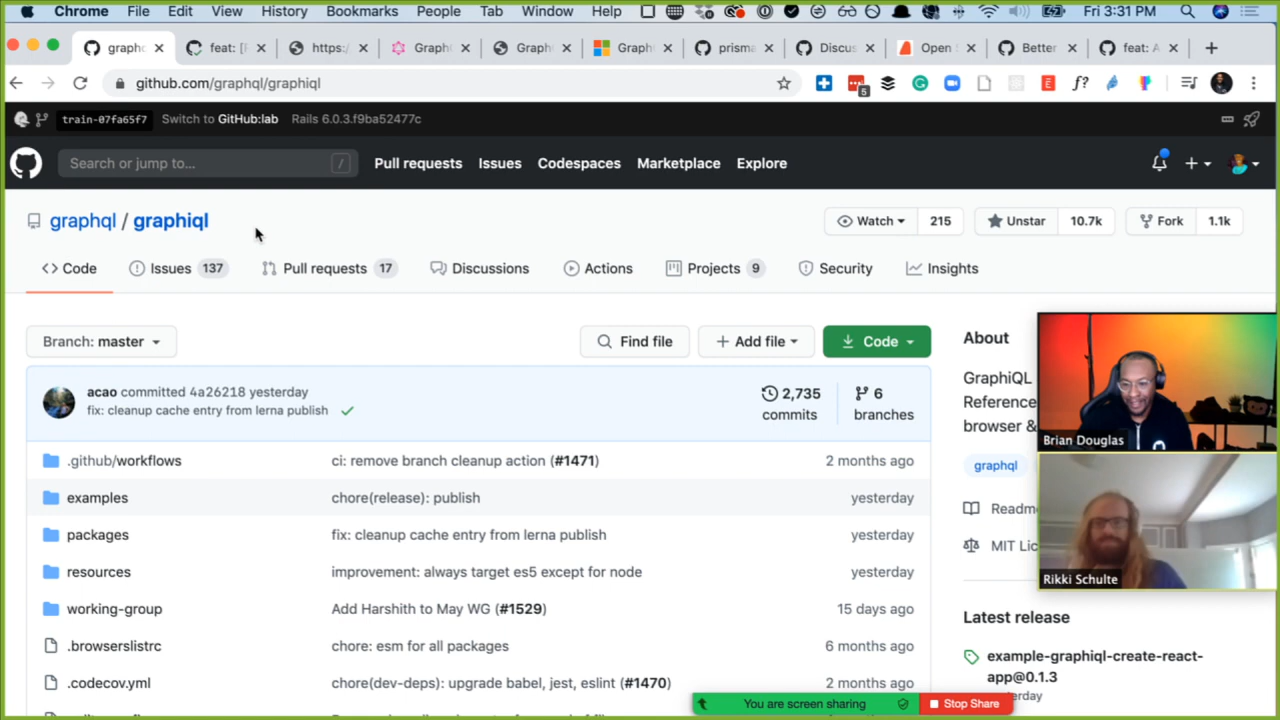 Chrome File Edit View History Bookmarks People Tab Window Help Fri 3:31 PM
graphq feat: [F https:/ Graphi Graph Graphi prisma Discus Open S Better feat: A
github.com/graphql/graphiql
5
f?
train-07fa65f7 Switch to GitHub:lab Rails 6.0.3.f9ba52477c
Search or jump to... / Pull requests Issues Codespaces Marketplace Explore
graphql / graphiql
Watch 215 Unstar 10.7k Fork 1.1k
Code Issues 137 Pull requests 17 Discussions Actions Projects 9 Security Insights
Branch: master Find file Add file Code
About
acao committed 4a26218 yesterday
fix: cleanup cache entry from lerna publish
2,735 commits
6 branches
GraphiQL
Reference
browser &
graphql
.github/workflows ci: remove branch cleanup action (#1471) 2 months ago
examples chore(release): publish yesterday
packages fix: cleanup cache entry from lerna publish yesterday
resources improvement: always target es5 except for node yesterday
working-group Add Harshith to May WG (#1529) 15 days ago
.browserslistrc chore: esm for all packages 6 months ago
.codecov.yml chore(dev-deps): upgrade babel, jest, eslint (#1470) 2 months ago
Readm
MIT Lic
Latest release
example-graphiql-create-react-
app@0.1.3
Brian Douglas
Rikki Schulte
You are screen sharing Stop Share